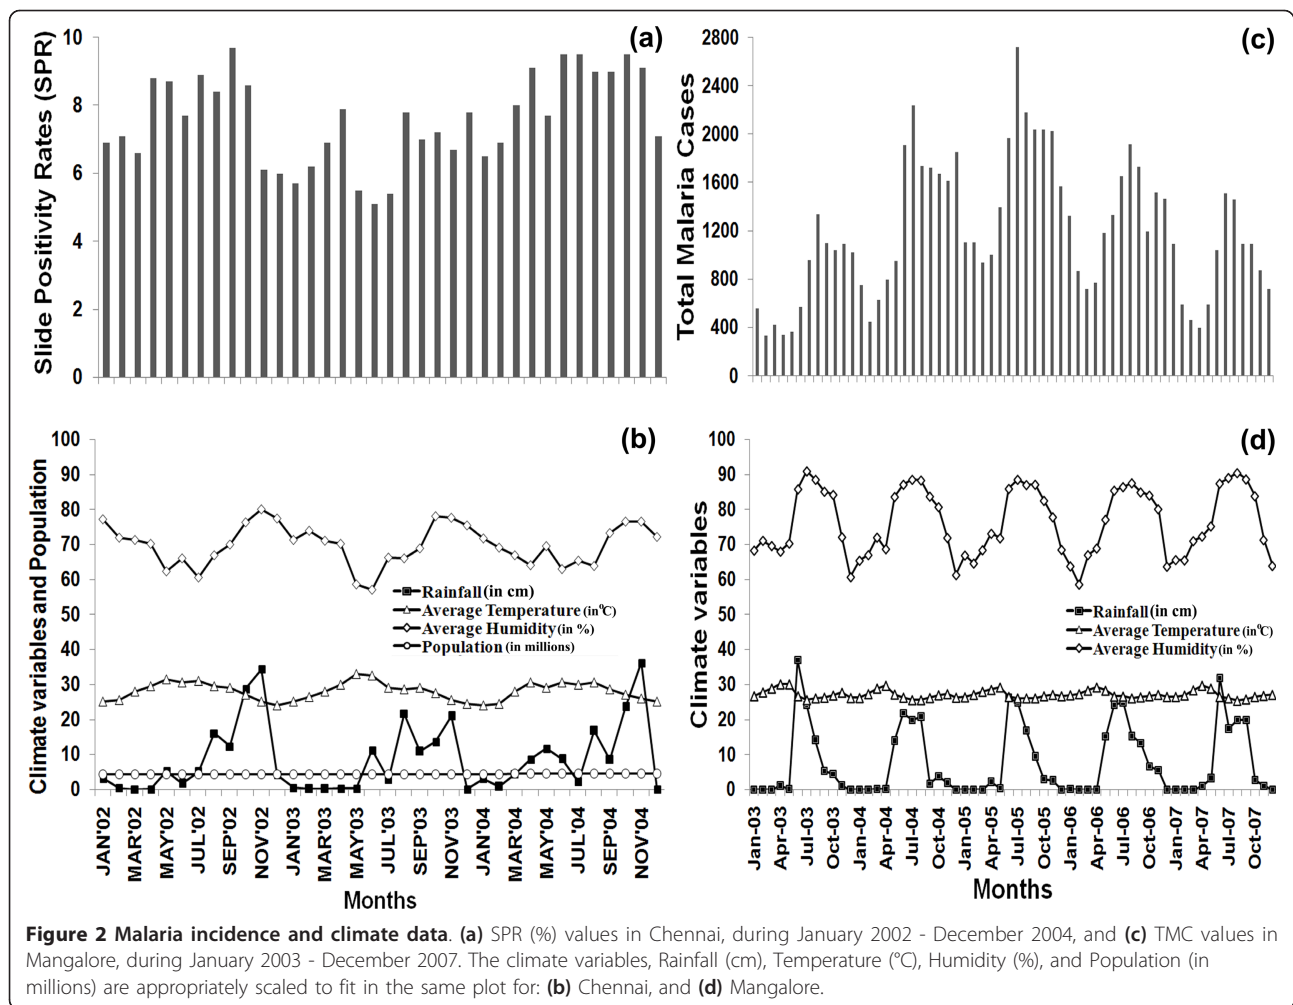 (a)
Slide Positivity Rates (SPR)
10
8
6
4
2
0
(c)
Total Malaria Cases
2800
2400
2000
1600
1200
800
400
0
(b)
Climate variables and Population
100
90
80
70
60
50
40
30
20
10
0
Rainfall (in cm)
Average Temperature (in⁰C)
Average Humidity (in %)
Population (in millions)
JAN'02
MAR'02
MAY'02
JUL'02
SEP'02
NOV'02
JAN'03
MAR'03
MAY'03
JUL'03
SEP'03
NOV'03
JAN'04
MAR'04
MAY'04
JUL'04
SEP'04
NOV'04
Months
(d)
Climate variables
100
90
80
70
60
50
40
30
20
10
0
Rainfall (in cm)
Average Temperature (in⁰C)
Average Humidity (in %)
Jan-03
Apr-03
Jul-03
Oct-03
Jan-04
Apr-04
Jul-04
Oct-04
Jan-05
Apr-05
Jul-05
Oct-05
Jan-06
Apr-06
Jul-06
Oct-06
Jan-07
Apr-07
Jul-07
Oct-07
Months
Figure 2 Malaria incidence and climate data. (a) SPR (%) values in Chennai, during January 2002 - December 2004, and (c) TMC values in
Mangalore, during January 2003 - December 2007. The climate variables, Rainfall (cm), Temperature (°C), Humidity (%), and Population (in
millions) are appropriately scaled to fit in the same plot for: (b) Chennai, and (d) Mangalore.